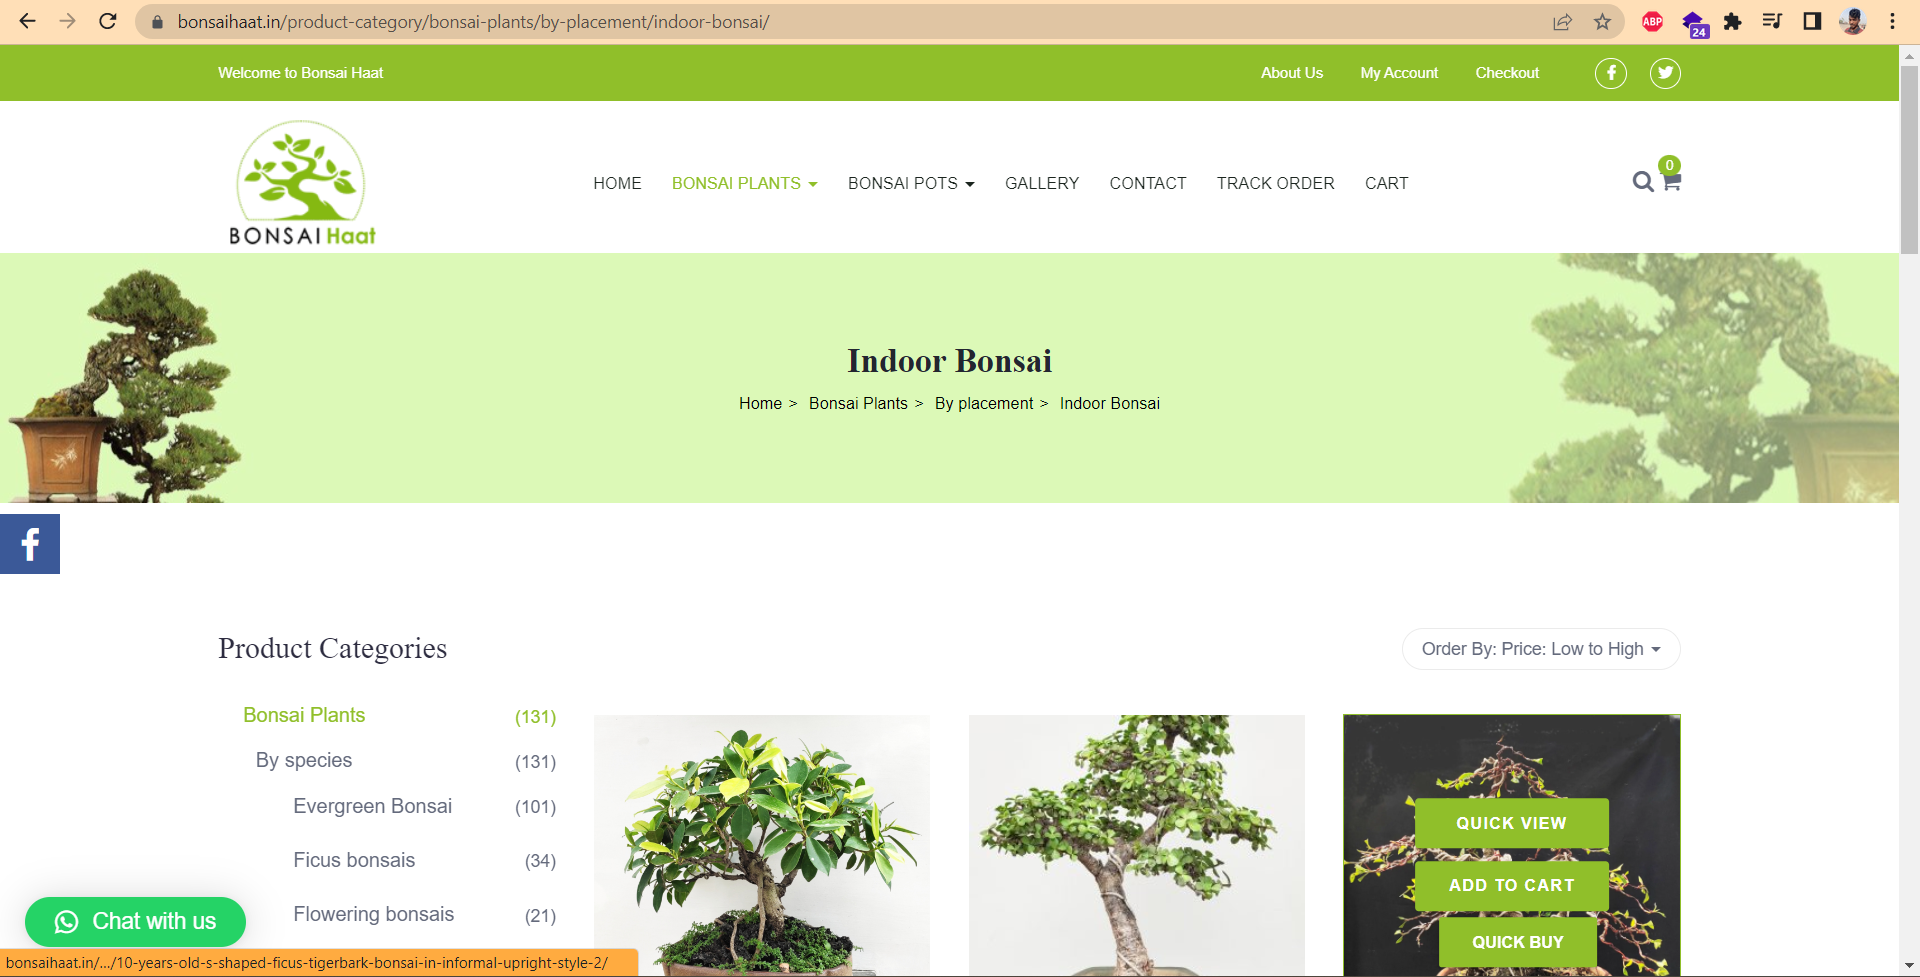 bonsaihaat.in/product-category/bonsai-plants/by-placement/indoor-bonsai/
ABP
24
Welcome to Bonsai Haat
About Us
My Account
Checkout
BONSAI Haat
HOME
BONSAI PLANTS
BONSAI POTS
GALLERY
CONTACT
TRACK ORDER
CART
0
Indoor Bonsai
Home > Bonsai Plants > By placement > Indoor Bonsai
Product Categories
Order By: Price: Low to High
Bonsai Plants (131)
By species (131)
Evergreen Bonsai (101)
Ficus bonsais (34)
Flowering bonsais (21)
QUICK VIEW
ADD TO CART
QUICK BUY
Chat with us
bonsaihaat.in/.../10-years-old-s-shaped-ficus-tigerbark-bonsai-in-informal-upright-style-2/